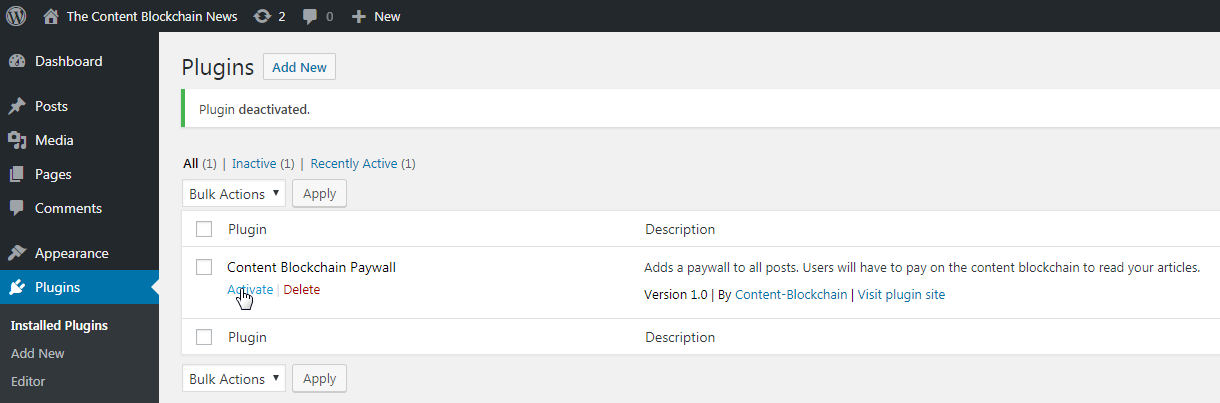 The Content Blockchain News 2 0 New
Dashboard
Posts
Media
Pages
Comments
Appearance
Plugins
Installed Plugins
Add New
Editor
Plugins Add New
Plugin deactivated.
All (1) | Inactive (1) | Recently Active (1)
Bulk Actions Apply
Plugin Description
Content Blockchain Paywall Adds a paywall to all posts. Users will have to pay on the content blockchain to read your articles.
Activate | Delete Version 1.0 | By Content-Blockchain | Visit plugin site
Plugin Description
Bulk Actions Apply